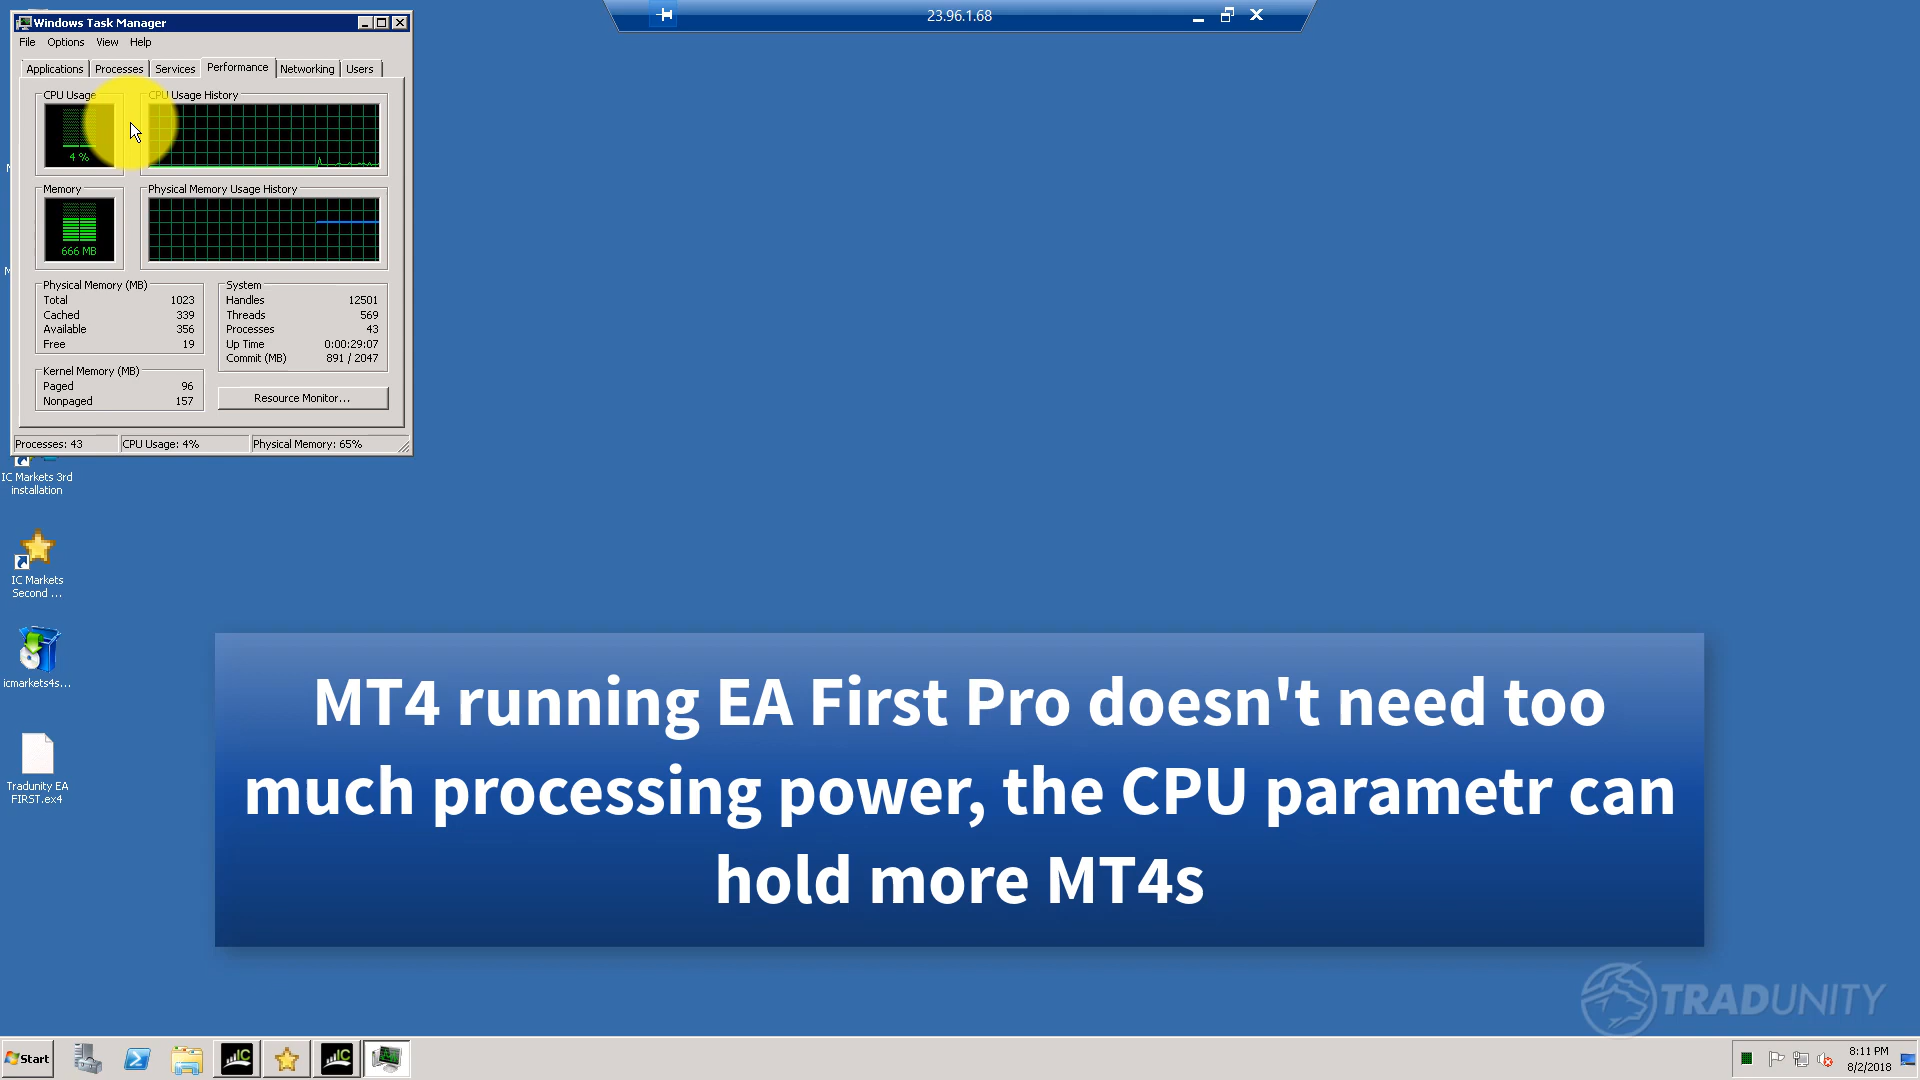 Windows Task Manager
23.96.1.68
File Options View Help
Applications Processes Services Performance Networking Users
CPU Usage
CPU Usage History
4 %
Memory
Physical Memory Usage History
666 MB
Physical Memory (MB)
Total 1023
Cached 339
Available 356
Free 19
System
Handles 12501
Threads 569
Processes 43
Up Time 0:00:29:07
Commit (MB) 891 / 2047
Kernel Memory (MB)
Paged 96
Nonpaged 157
Resource Monitor...
Processes: 43 CPU Usage: 4% Physical Memory: 65%
IC Markets 3rd
installation
IC Markets
Second ...
icmarkets4s...
Tradunity EA
FIRST.ex4
MT4 running EA First Pro doesn't need too
much processing power, the CPU parametr can
hold more MT4s
TRADUNITY
Start
IC
IC
8:11 PM
8/2/2018